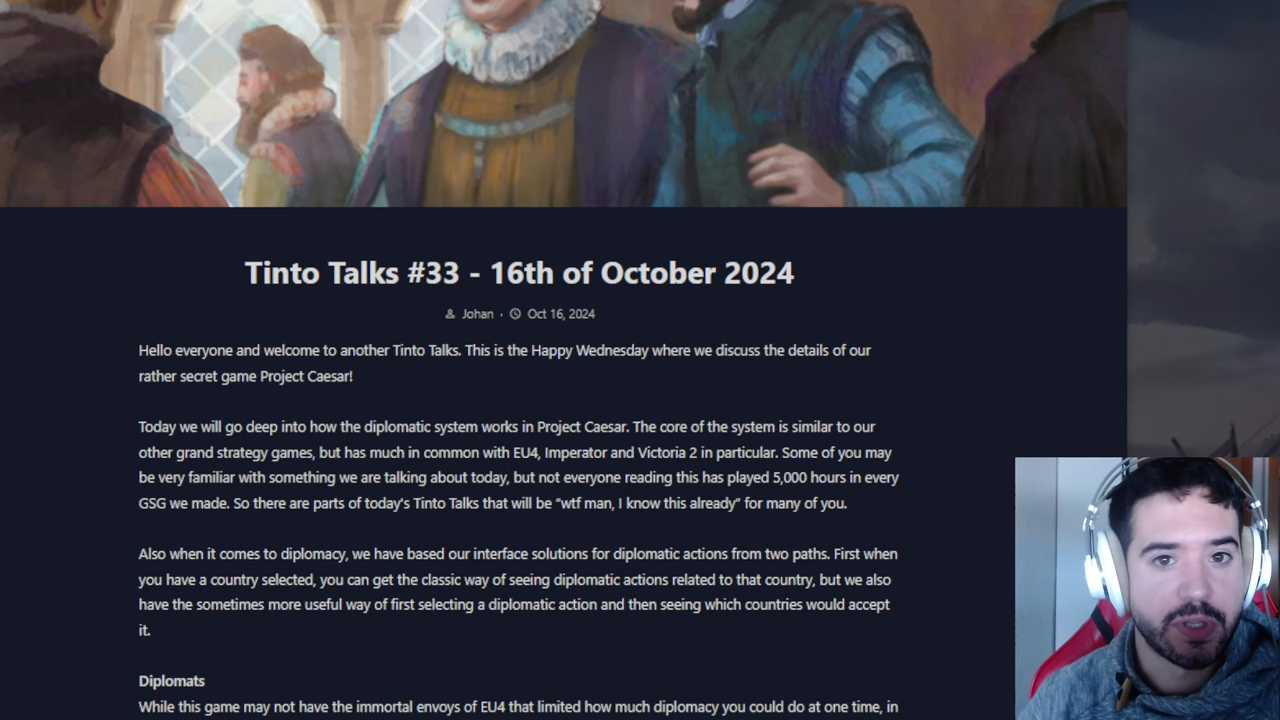 Tinto Talks #33 - 16th of October 2024
Johan · Oct 16, 2024
Hello everyone and welcome to another Tinto Talks. This is the Happy Wednesday where we discuss the details of our
rather secret game Project Caesar!
Today we will go deep into how the diplomatic system works in Project Caesar. The core of the system is similar to our
other grand strategy games, but has much in common with EU4, Imperator and Victoria 2 in particular. Some of you may
be very familiar with something we are talking about today, but not everyone reading this has played 5,000 hours in every
GSG we made. So there are parts of today's Tinto Talks that will be “wtf man, I know this already” for many of you.
Also when it comes to diplomacy, we have based our interface solutions for diplomatic actions from two paths. First when
you have a country selected, you can get the classic way of seeing diplomatic actions related to that country, but we also
have the sometimes more useful way of first selecting a diplomatic action and then seeing which countries would accept
it.
Diplomats
While this game may not have the immortal envoys of EU4 that limited how much diplomacy you could do at one time, in